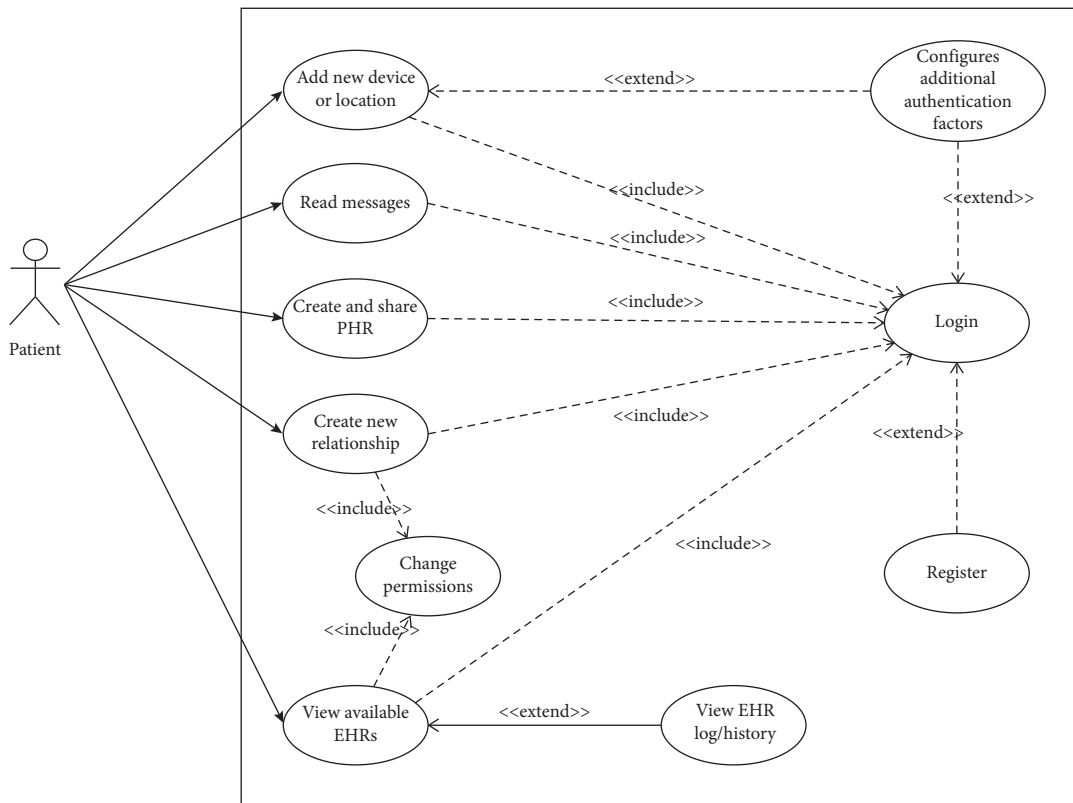 Add new device
or location
<<extend>>
Configures
additional
authentication
factors
Read messages
<<include>>
<<extend>>
<<include>>
Patient
Create and share
PHR
<<include>>
Login
Create new
relationship
<<include>>
<<extend>>
<<include>>
<<include>>
Change
permissions
Register
<<include>>
View available
EHRs
<<extend>>
View EHR
log/history